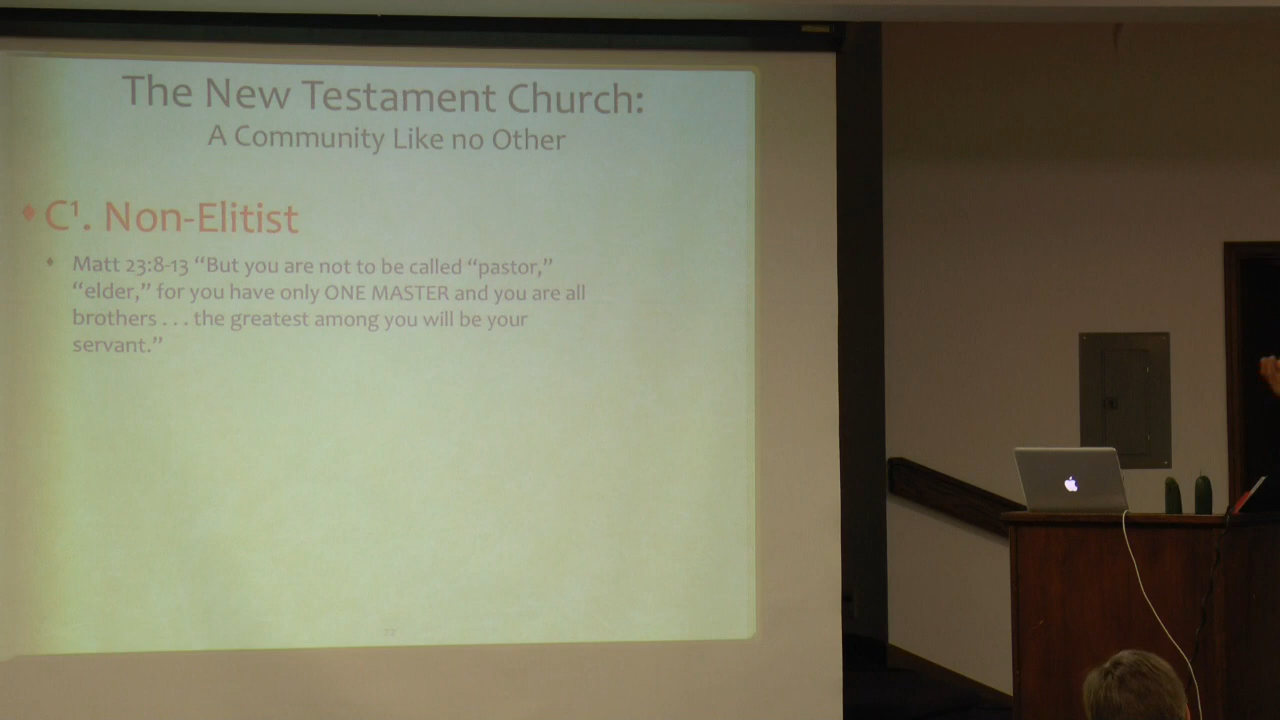 The New Testament Church:
A Community Like no Other
C¹. Non-Elitist
Matt 23:8-13 “But you are not to be called “pastor,”
“elder,” for you have only ONE MASTER and you are all
brothers . . . the greatest among you will be your
servant.”